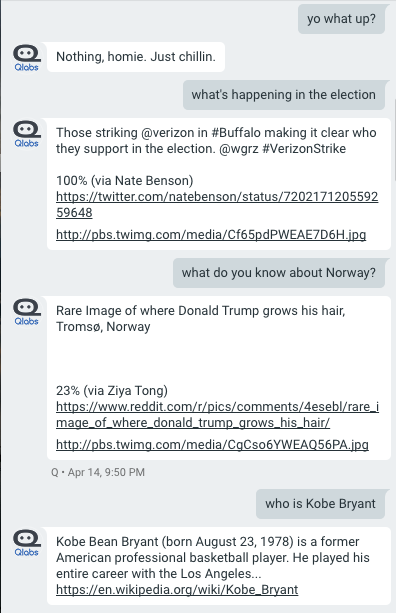 yo what up?
Qlabs
Nothing, homie. Just chillin.
what's happening in the election
Qlabs
Those striking @verizon in #Buffalo making it clear who
they support in the election. @wgrz #VerizonStrike
100% (via Nate Benson)
https://twitter.com/natebenson/status/7202171205592
59648
http://pbs.twimg.com/media/Cf65pdPWEAE7D6H.jpg
what do you know about Norway?
Qlabs
Rare Image of where Donald Trump grows his hair,
Tromsø, Norway
23% (via Ziya Tong)
https://www.reddit.com/r/pics/comments/4esebl/rare_i
mage_of_where_donald_trump_grows_his_hair/
http://pbs.twimg.com/media/CgCso6YWEAQ56PA.jpg
Q • Apr 14, 9:50 PM
who is Kobe Bryant
Qlabs
Kobe Bean Bryant (born August 23, 1978) is a former
American professional basketball player. He played his
entire career with the Los Angeles...
https://en.wikipedia.org/wiki/Kobe_Bryant